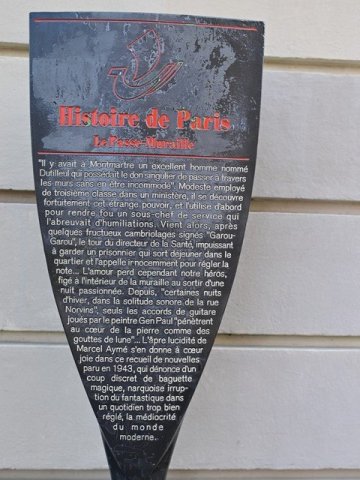 Histoire de Paris
Le Passe-Muraille
"Il y avait à Montmartre un excellent homme nommé
Dutilleul qui possédait le don singulier de passer à travers
les murs sans en être incommodé". Modeste employé
de troisième classe dans un ministère, il se découvre
fortuitement cet étrange pouvoir, et l'utilise d'abord
pour rendre fou un sous-chef de service qui
l'abreuvait d'humiliations. Vient alors, après
quelques fructueux cambriolages signés "Garou-
Garou", le tour du directeur de la Santé, impuissant
à garder un prisonnier qui sort déjeuner dans le
quartier et l'appelle innocemment pour régler la
note... L'amour perd cependant notre héros,
figé à l'intérieur de la muraille au sortir d'une
nuit passionnée. Depuis, "certaines nuits
d'hiver, dans la solitude sonore de la rue
Norvins", seuls les accords de guitare
joués par le peintre Gen Paul "pénètrent
au cœur de la pierre comme des
gouttes de lune"... L'âpre lucidité de
Marcel Aymé s'en donne à cœur
joie dans ce recueil de nouvelles
paru en 1943, qui dénonce d'un
coup discret de baguette
magique, narquoise irrup-
tion du fantastique dans
un quotidien trop bien
réglé, la médiocrité
du monde
moderne.